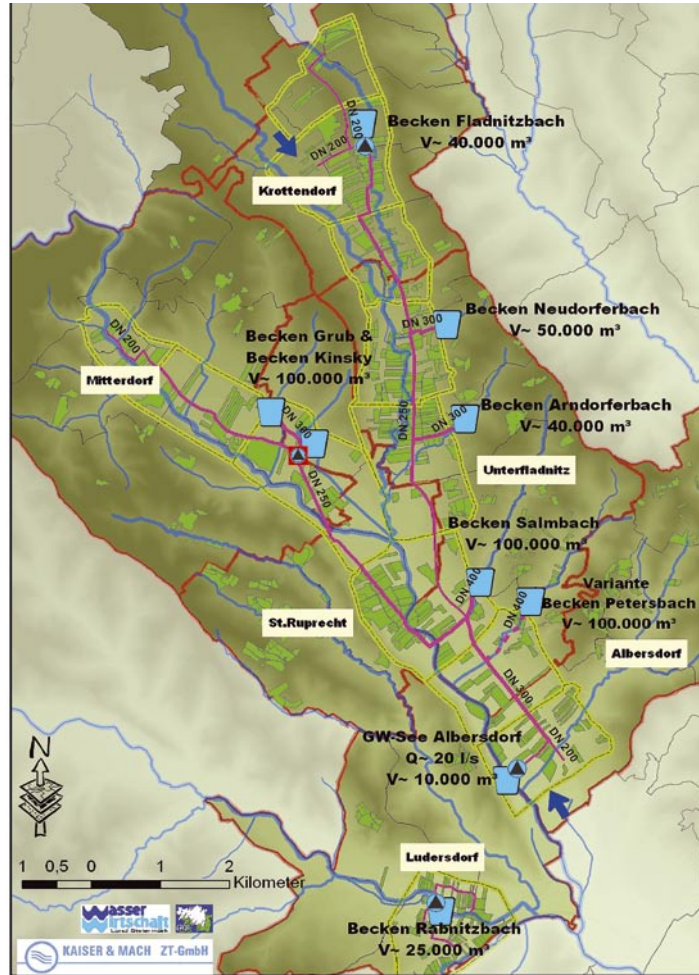 DN 200
Becken Fladnitzbach
V~ 40.000 m³
DN 200
Krottendorf
DN 300
Becken Neudorferbach
V~ 50.000 m³
DN 200
Becken Grub &
Becken Kinsky
V~ 100.000 m³
Mitterdorf
DN 300
DN 250
DN 300
Becken Arndorferbach
V~ 40.000 m³
DN 250
Unterfladnitz
Becken Salmbach
V~ 100.000 m³
DN 400
DN 400
Variante
Becken Petersbach
V~ 100.000 m³
St.Ruprecht
Albersdorf
DN 300
DN 200
GW-See Albersdorf
Q~ 20 l/s
V~ 10.000 m³
N
1 0,5 0 1 2
Kilometer
Ludersdorf
Becken Rabnitzbach
V~ 25.000 m³
Wasser
Wirtschaft
Land Steiermark
KAISER & MACH ZT-GmbH